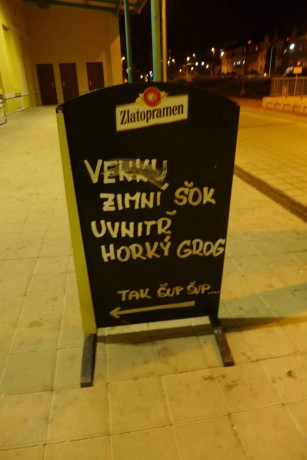 Zlatopramen
VENKU
ZIMNÍ ŠOK
UVNITŘ
HORKÝ GROG
TAK ŠUP ŠUP...